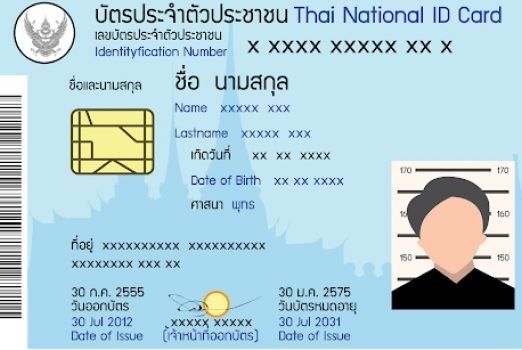 บัตรประจำตัวประชาชน Thai National ID Card
เลขบัตรประจำตัวประชาชน
Identityfication Number x xxxx xxxxx xx x
ชื่อและนามสกุล ชื่อ นามสกุล
Name xxxxx xxx
Lastname xxxxx xxx
เกิดวันที่ xx xx xxxx
Date of Birth xx xx xxxx
ศาสนา พุทธ
ที่อยู่ xxxxxxxxxx xxxxxxxxxx
xxxxxxxx xxx xx
30 ก.ค. 2555
วันออกบัตร
30 Jul 2012
Date of Issue
xxxxx xxxxx
(เจ้าหน้าที่ออกบัตร)
30 ม.ค. 2575
วันบัตรหมดอายุ
30 Jul 2031
Date of Issue
170 170
160
150 150